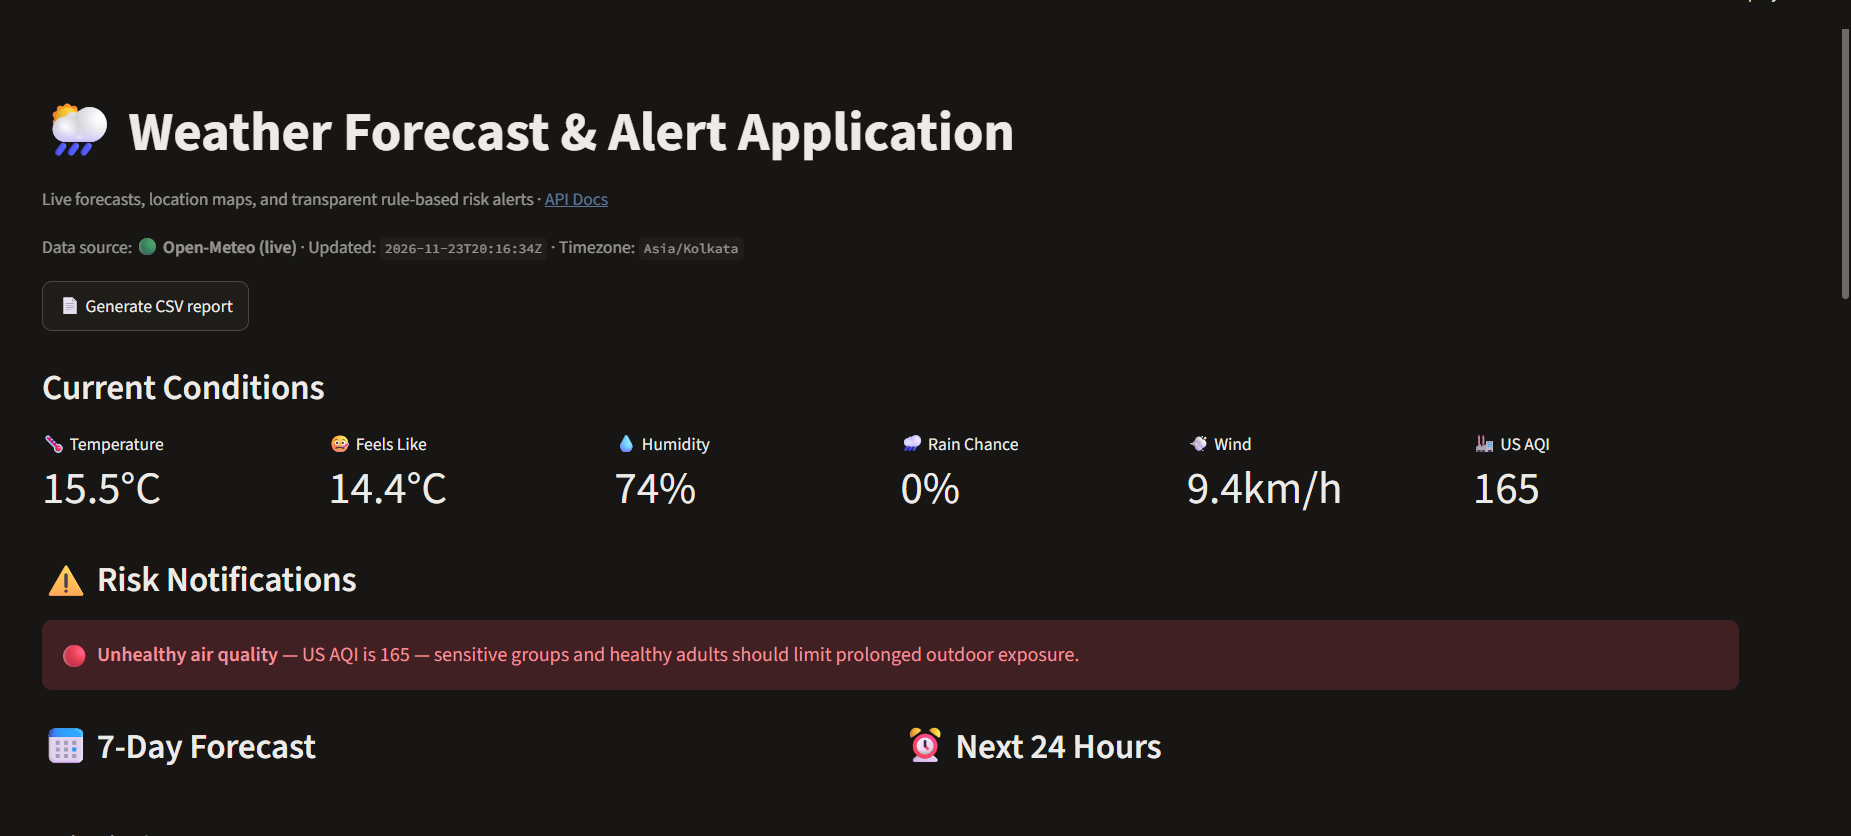 Weather Forecast & Alert Application
Live forecasts, location maps, and transparent rule-based risk alerts · API Docs
Data source: Open-Meteo (live) · Updated: 2026-11-23T20:16:34Z · Timezone: Asia/Kolkata
Generate CSV report
Current Conditions
Temperature Feels Like Humidity Rain Chance Wind US AQI
15.5°C 14.4°C 74% 0% 9.4km/h 165
Risk Notifications
Unhealthy air quality — US AQI is 165 — sensitive groups and healthy adults should limit prolonged outdoor exposure.
7-Day Forecast Next 24 Hours